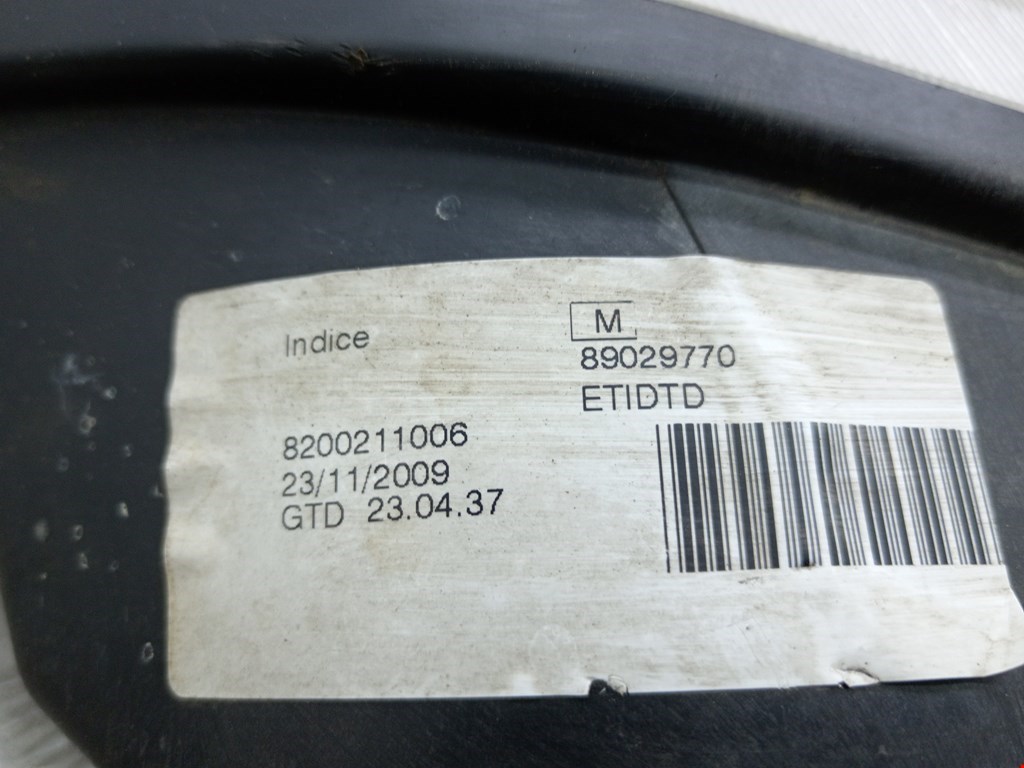 Indice
M
89029770
ETIDTD
8200211006
23/11/2009
GTD 23.04.37